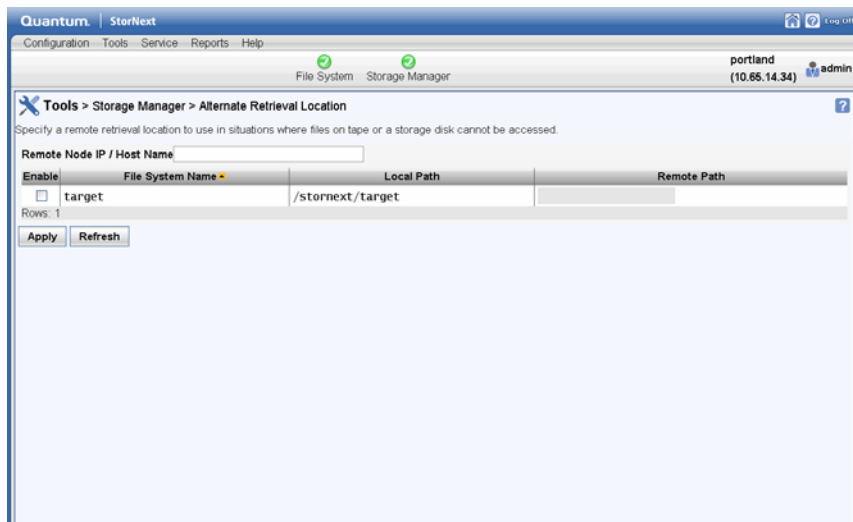 Quantum. StorNext Log Off
Configuration Tools Service Reports Help
File System Storage Manager
portland
(10.65.14.34)
admin
Tools > Storage Manager > Alternate Retrieval Location
Specify a remote retrieval location to use in situations where files on tape or a storage disk cannot be accessed.
Remote Node IP / Host Name
Enable File System Name Local Path Remote Path
target /stornext/target
Rows: 1
Apply Refresh